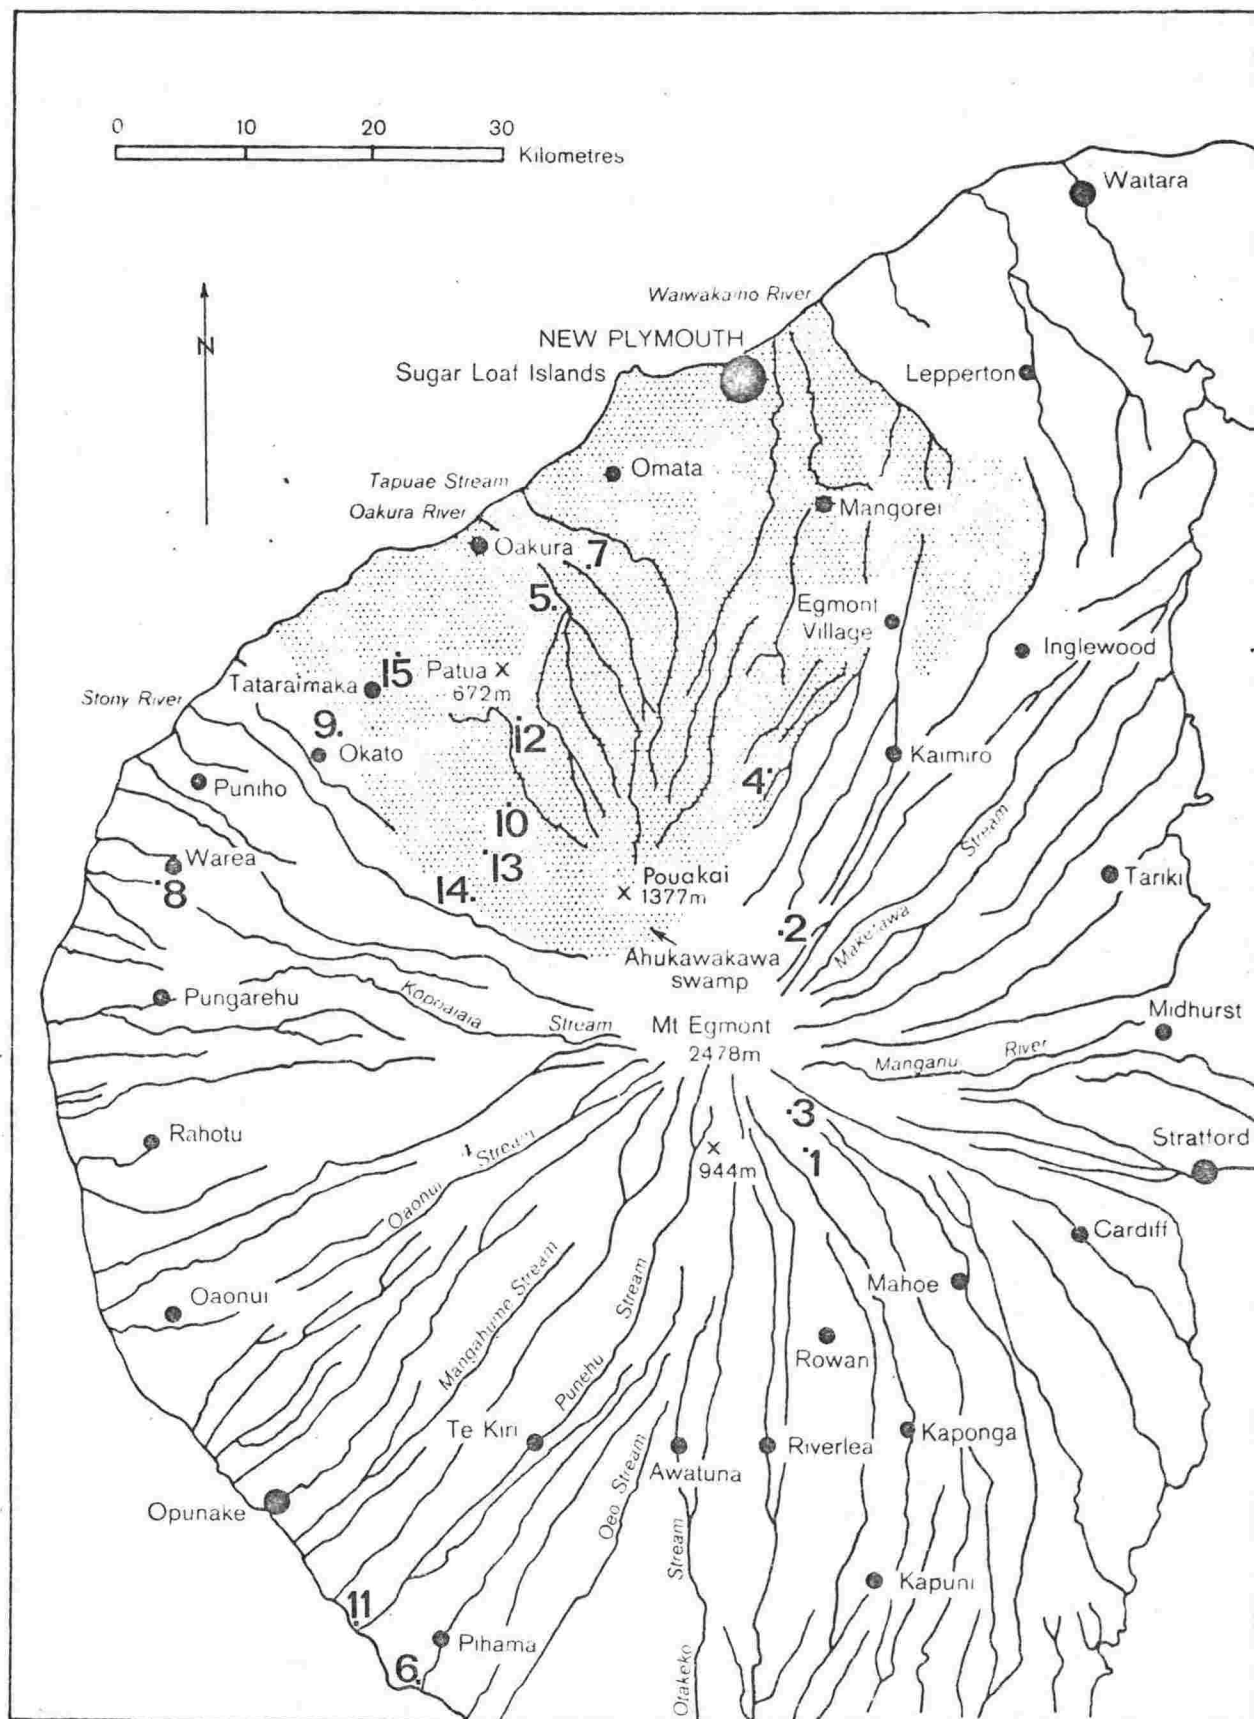 0 10 20 30
Kilometres
Waitara
N
Waiwakaiho River
NEW PLYMOUTH
Sugar Loaf Islands
Lepperton
Omata
Tapuae Stream
Mangorei
Oakura River
Oakura
7
5
Egmont
Village
Inglewood
15
Patua
672m
Tataraimaka
Stony River
9
12
Okato
Kaimiro
4
Puniho
10
Stream
Warea
13
Pouakai
1377m
Tariki
8
14
2
Maketawa
Ahukawakawa
swamp
Pungarehu
Stream
Mt Egmont
2478m
Midhurst
River
Manganui
3
Rahotu
Stream
944m
1
Stratford
Oaonui
Cardiff
Mahoe
Oaonui
Stream
Stream
Rowan
Punehu
Te Kiri
Awatuna
Riverlea
Kaponga
Oeo Stream
Opunake
Stream
Kapuni
11
Pihama
6
Otakeko